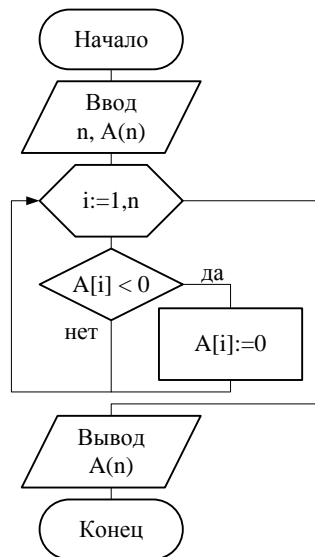 Начало
Ввод
n, A(n)
i:=1,n
A[i] < 0
да
нет
A[i]:=0
Вывод
A(n)
Конец